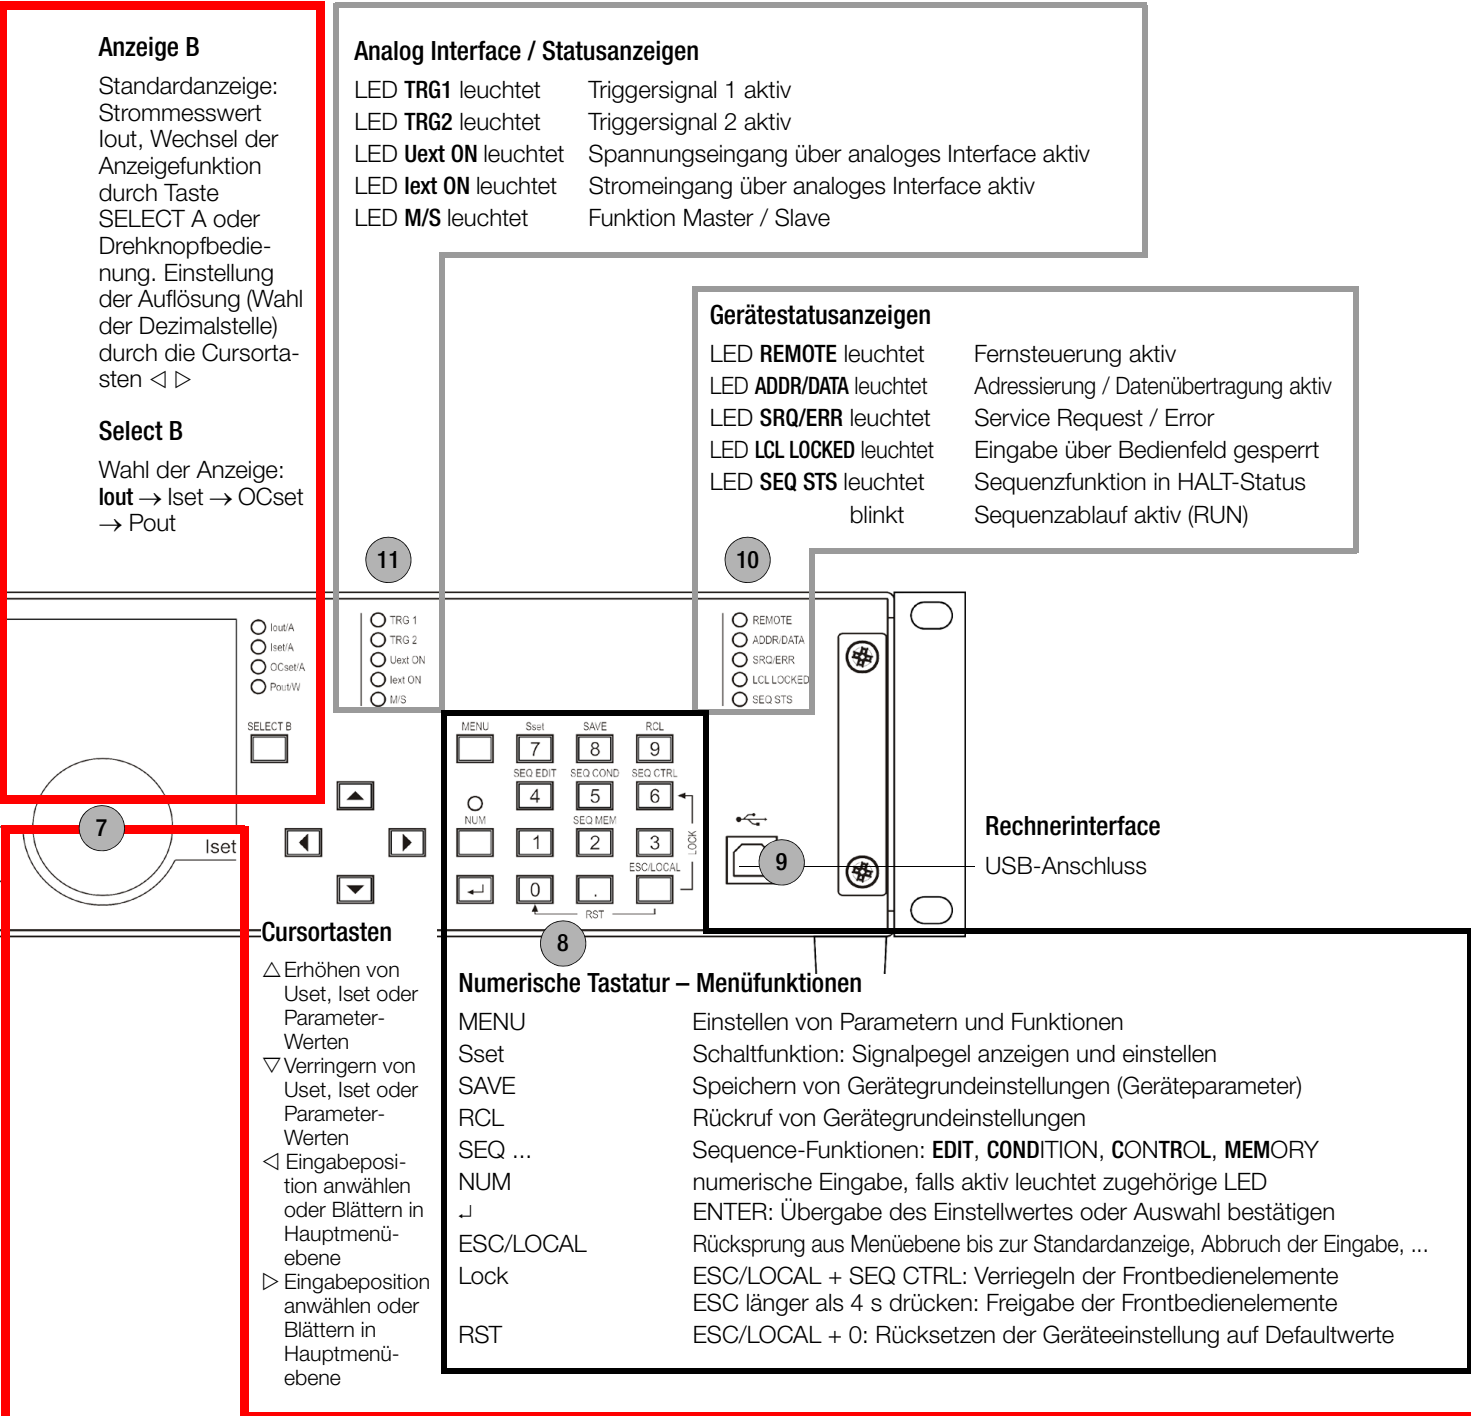 Anzeige B
Standardanzeige:
Strommesswert
Iout, Wechsel der
Anzeigefunktion
durch Taste
SELECT A oder
Drehknopfbedie-
nung. Einstellung
der Auflösung (Wahl
der Dezimalstelle)
durch die Cursorta-
sten ◁ ▷
Select B
Wahl der Anzeige:
Iout → Iset → OCset
→ Pout
Analog Interface / Statusanzeigen
LED TRG1 leuchtet Triggersignal 1 aktiv
LED TRG2 leuchtet Triggersignal 2 aktiv
LED Uext ON leuchtet Spannungseingang über analoges Interface aktiv
LED Iext ON leuchtet Stromeingang über analoges Interface aktiv
LED M/S leuchtet Funktion Master / Slave
Gerätestatusanzeigen
LED REMOTE leuchtet Fernsteuerung aktiv
LED ADDR/DATA leuchtet Adressierung / Datenübertragung aktiv
LED SRQ/ERR leuchtet Service Request / Error
LED LCL LOCKED leuchtet Eingabe über Bedienfeld gesperrt
LED SEQ STS leuchtet Sequenzfunktion in HALT-Status
blinkt Sequenzablauf aktiv (RUN)
11
10
Iout/A
Iset/A
OCset/A
Pout/W
SELECT B
TRG 1
TRG 2
Uext ON
Iext ON
M/S
REMOTE
ADDR/DATA
SRQ/ERR
LCL LOCKED
SEQ STS
MENU Sset SAVE RCL
7 8 9
SEQ EDIT SEQ COND SEQ CTRL
4 5 6
NUM SEQ MEM
1 2 3
LOCK
ESC/LOCAL
↵ 0 .
RST
7
Iset
8
9
Rechnerinterface
USB-Anschluss
Cursortasten
△ Erhöhen von
Uset, Iset oder
Parameter-
Werten
▽ Verringern von
Uset, Iset oder
Parameter-
Werten
◁ Eingabeposi-
tion anwählen
oder Blättern in
Hauptmenü-
ebene
▷ Eingabeposition
anwählen oder
Blättern in
Hauptmenü-
ebene
Numerische Tastatur – Menüfunktionen
MENU Einstellen von Parametern und Funktionen
Sset Schaltfunktion: Signalpegel anzeigen und einstellen
SAVE Speichern von Gerätegrundeinstellungen (Geräteparameter)
RCL Rückruf von Gerätegrundeinstellungen
SEQ ... Sequence-Funktionen: EDIT, CONDITION, CONTROL, MEMORY
NUM numerische Eingabe, falls aktiv leuchtet zugehörige LED
↵ ENTER: Übergabe des Einstellwertes oder Auswahl bestätigen
ESC/LOCAL Rücksprung aus Menüebene bis zur Standardanzeige, Abbruch der Eingabe, ...
Lock ESC/LOCAL + SEQ CTRL: Verriegeln der Frontbedienelemente
ESC länger als 4 s drücken: Freigabe der Frontbedienelemente
RST ESC/LOCAL + 0: Rücksetzen der Geräteeinstellung auf Defaultwerte